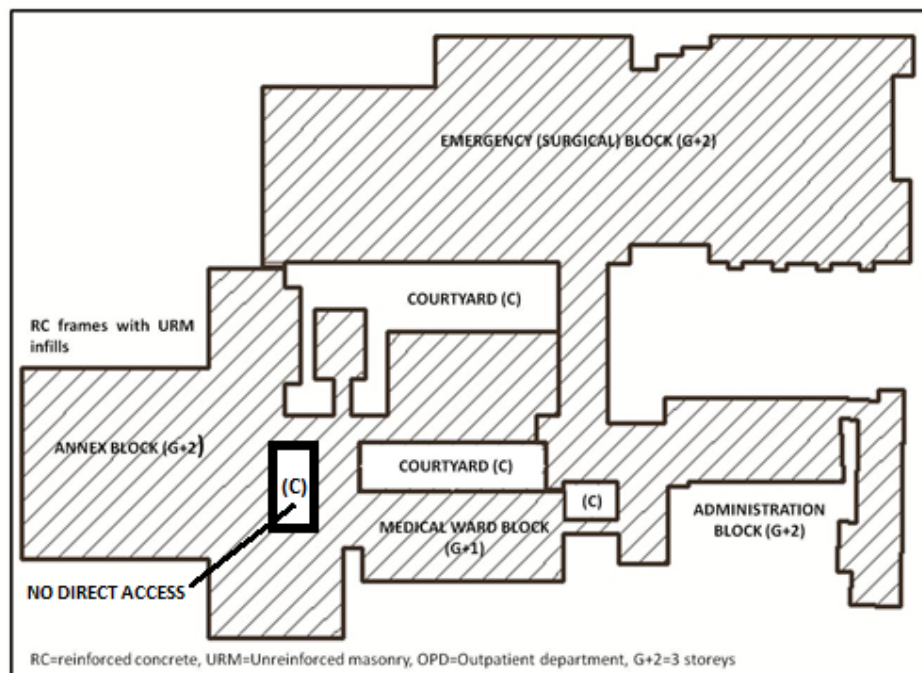 EMERGENCY (SURGICAL) BLOCK (G+2)
COURTYARD (C)
RC frames with URM
infills
ANNEX BLOCK (G+2)
(C)
COURTYARD (C)
(C)
MEDICAL WARD BLOCK
(G+1)
ADMINISTRATION
BLOCK (G+2)
NO DIRECT ACCESS
RC=reinforced concrete, URM=Unreinforced masonry, OPD=Outpatient department, G+2=3 storeys